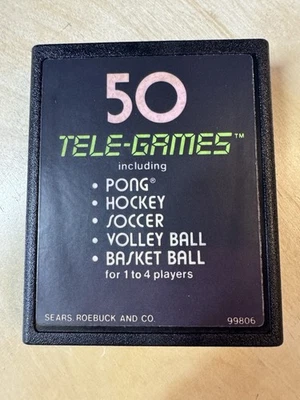 50
TELE-GAMES™
including
• PONG®
• HOCKEY
• SOCCER
• VOLLEY BALL
• BASKET BALL
for 1 to 4 players
SEARS, ROEBUCK AND CO. 99806